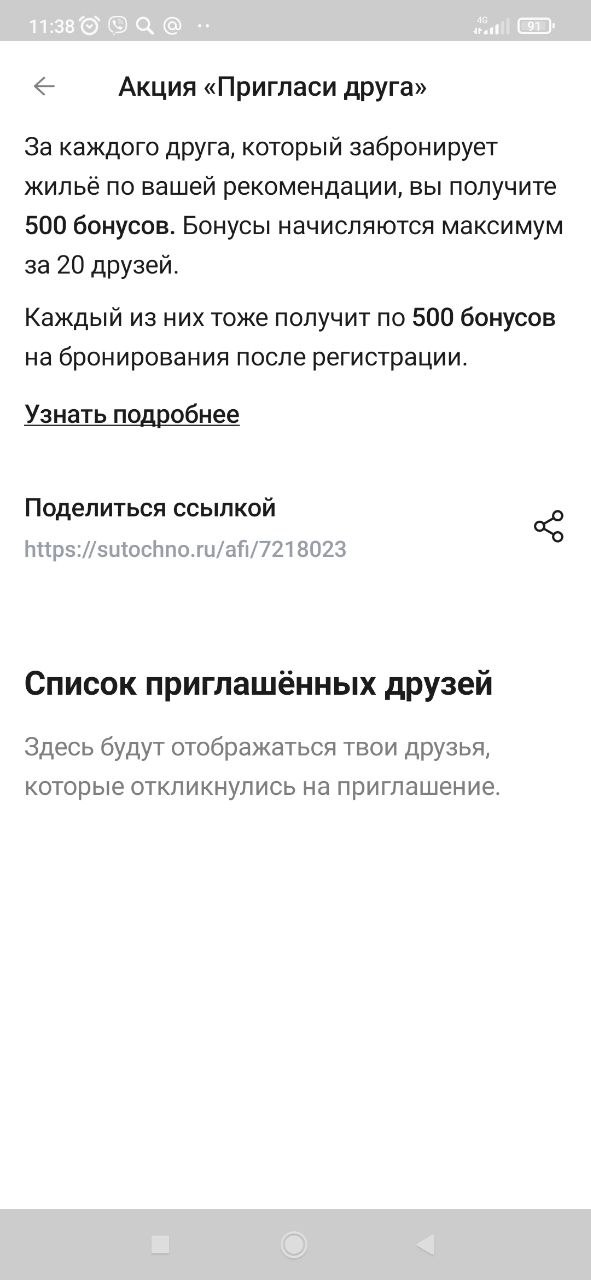 11:38
4G
91
Акция «Пригласи друга»
За каждого друга, который забронирует
жильё по вашей рекомендации, вы получите
500 бонусов. Бонусы начисляются максимум
за 20 друзей.
Каждый из них тоже получит по 500 бонусов
на бронирования после регистрации.
Узнать подробнее
Поделиться ссылкой
https://sutochno.ru/afi/7218023
Список приглашённых друзей
Здесь будут отображаться твои друзья,
которые откликнулись на приглашение.